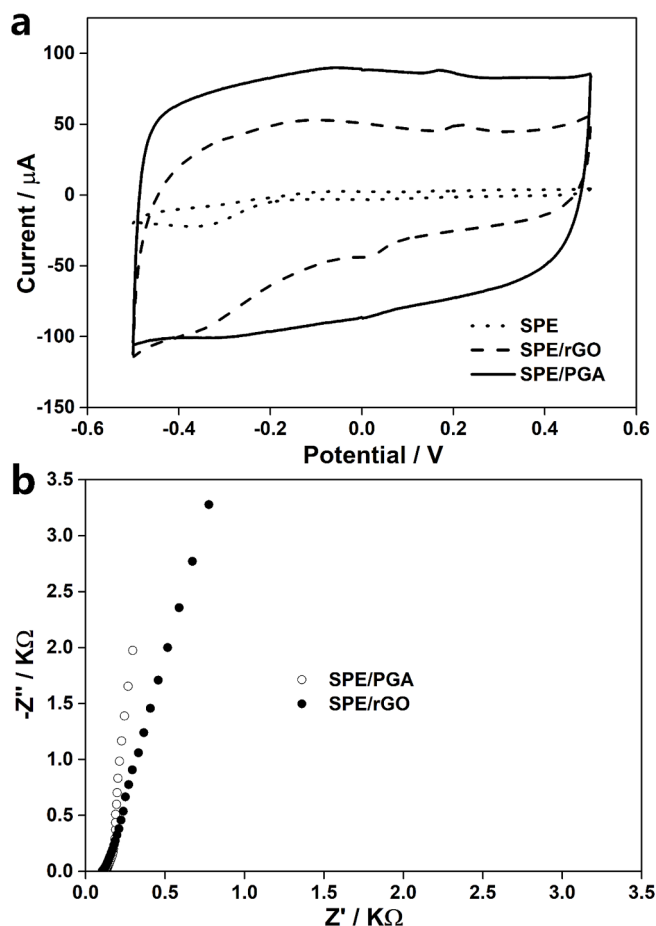 a
100
50
0
-50
-100
-150
Current / μA
SPE
SPE/rGO
SPE/PGA
-0.6 -0.4 -0.2 0.0 0.2 0.4 0.6
Potential / V
b
3.5
3.0
2.5
2.0
1.5
1.0
0.5
0.0
-Z" / KΩ
SPE/PGA
SPE/rGO
0.0 0.5 1.0 1.5 2.0 2.5 3.0 3.5
Z' / KΩ